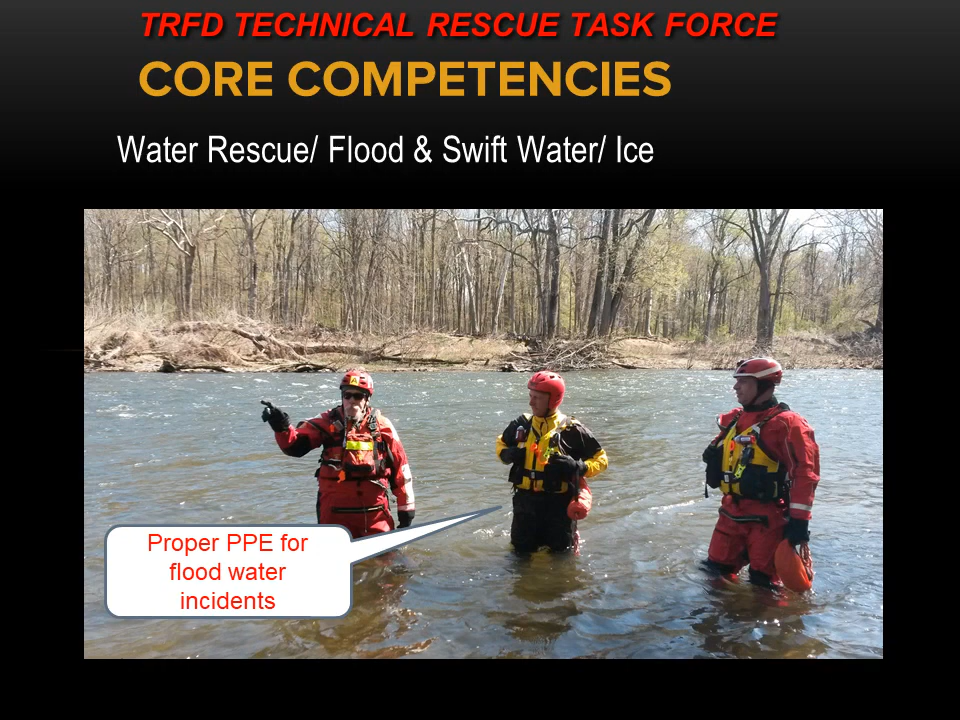 TRFD TECHNICAL RESCUE TASK FORCE
CORE COMPETENCIES
Water Rescue/ Flood & Swift Water/ Ice
Proper PPE for
flood water
incidents